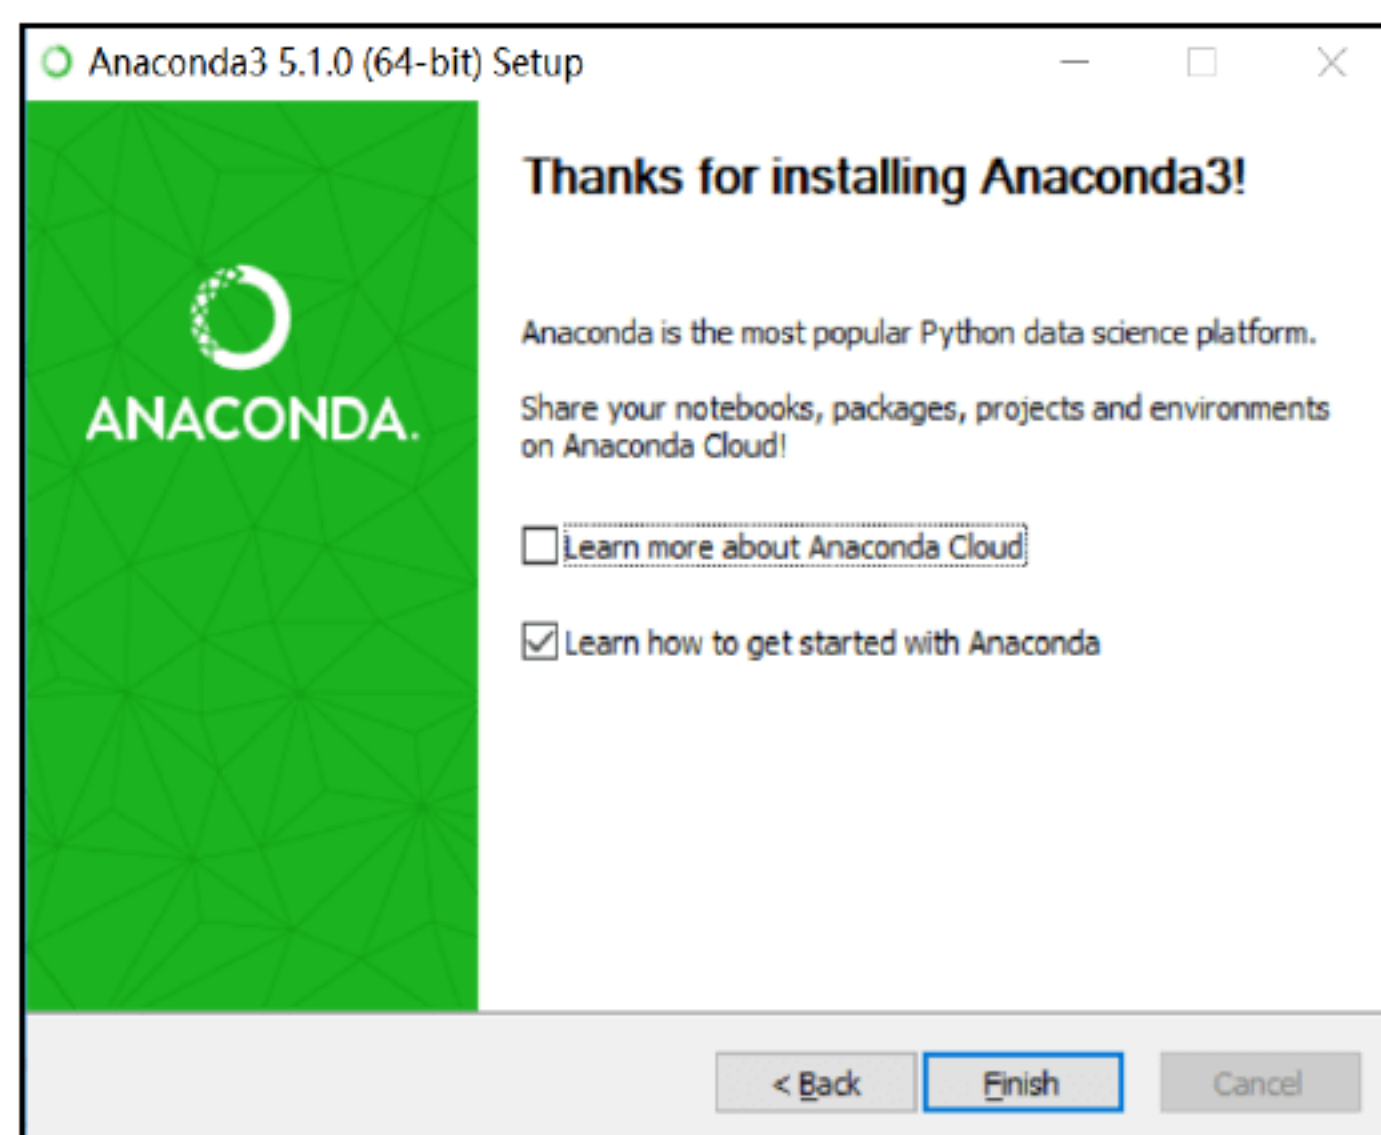 Anaconda3 5.1.0 (64-bit) Setup
ANACONDA.
Thanks for installing Anaconda3!
Anaconda is the most popular Python data science platform.
Share your notebooks, packages, projects and environments
on Anaconda Cloud!
Learn more about Anaconda Cloud
Learn how to get started with Anaconda
< Back
Finish
Cancel